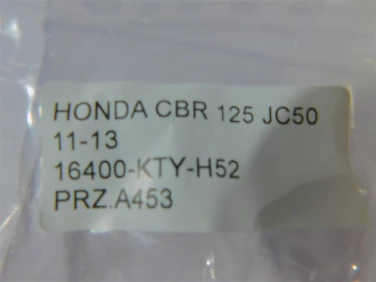 HONDA CBR 125 JC50
11-13
16400-KTY-H52
PRZ.A453